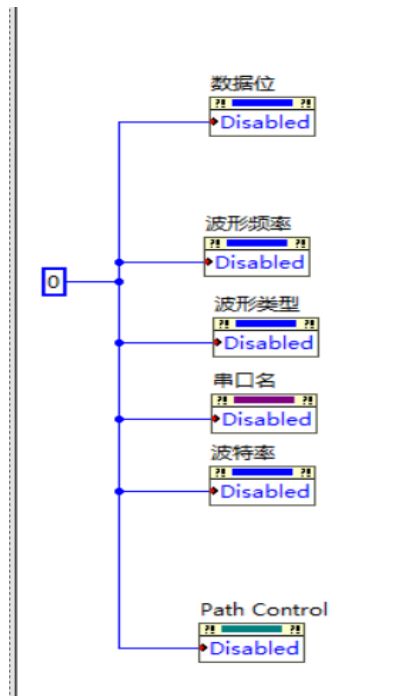 数据位
?! ?!
Disabled
波形频率
?! ?!
Disabled
0
波形类型
?! ?!
Disabled
串口名
?! ?!
Disabled
波特率
?! ?!
Disabled
Path Control
?! ?!
Disabled